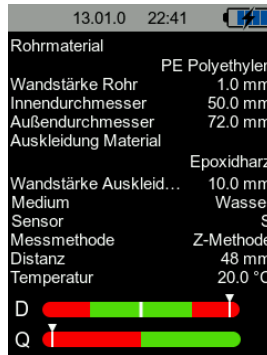 13.01.0 22:41
Rohrmaterial
PE Polyethylen
Wandstärke Rohr 1.0 mm
Innendurchmesser 50.0 mm
Außendurchmesser 72.0 mm
Auskleidung Material
Epoxidharz
Wandstärke Auskleid... 10.0 mm
Medium Wasser
Sensor S
Messmethode Z-Methode
Distanz 48 mm
Temperatur 20.0 °C
D
Q